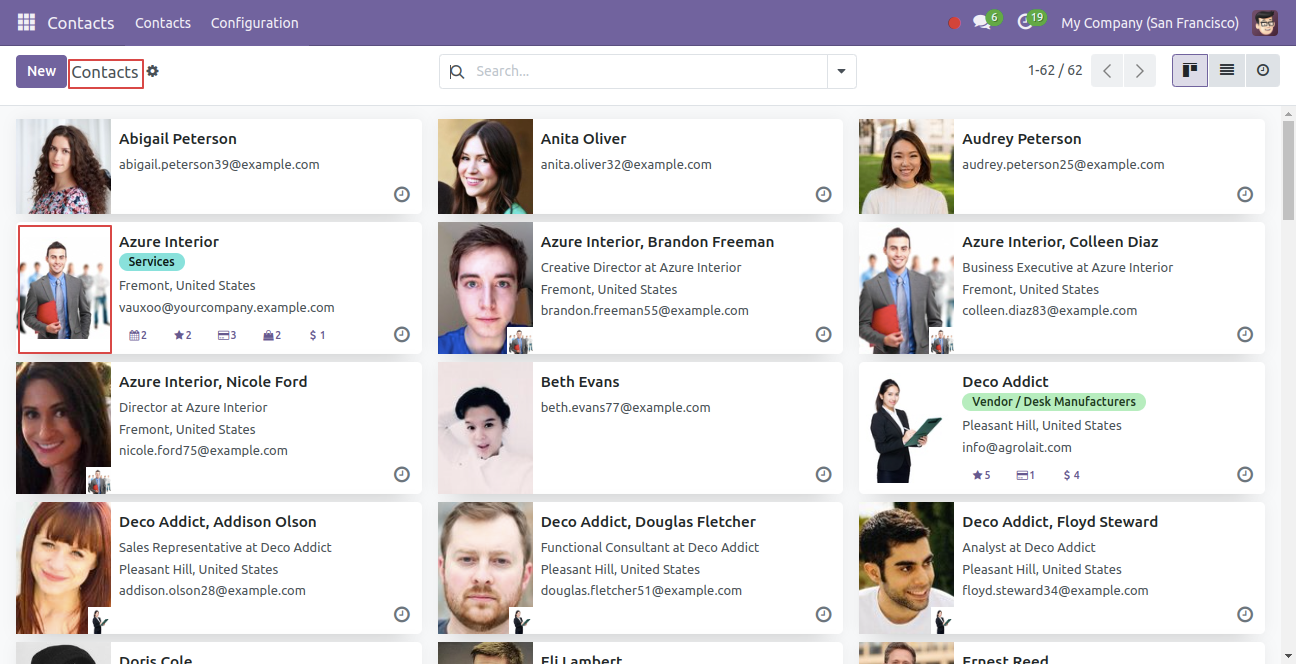 Contacts Contacts Configuration 6 19 My Company (San Francisco)
New Contacts Search... 1-62 / 62
Abigail Peterson
abigail.peterson39@example.com
Anita Oliver
anita.oliver32@example.com
Audrey Peterson
audrey.peterson25@example.com
Azure Interior
Services
Fremont, United States
vauxoo@yourcompany.example.com
2 2 3 2 $ 1
Azure Interior, Brandon Freeman
Creative Director at Azure Interior
Fremont, United States
brandon.freeman55@example.com
Azure Interior, Colleen Diaz
Business Executive at Azure Interior
Fremont, United States
colleen.diaz83@example.com
Azure Interior, Nicole Ford
Director at Azure Interior
Fremont, United States
nicole.ford75@example.com
Beth Evans
beth.evans77@example.com
Deco Addict
Vendor / Desk Manufacturers
Pleasant Hill, United States
info@agrolait.com
5 1 $ 4
Deco Addict, Addison Olson
Sales Representative at Deco Addict
Pleasant Hill, United States
addison.olson28@example.com
Deco Addict, Douglas Fletcher
Functional Consultant at Deco Addict
Pleasant Hill, United States
douglas.fletcher51@example.com
Deco Addict, Floyd Steward
Analyst at Deco Addict
Pleasant Hill, United States
floyd.steward34@example.com
Doris Cole
Eli Lambert
Ernest Reed